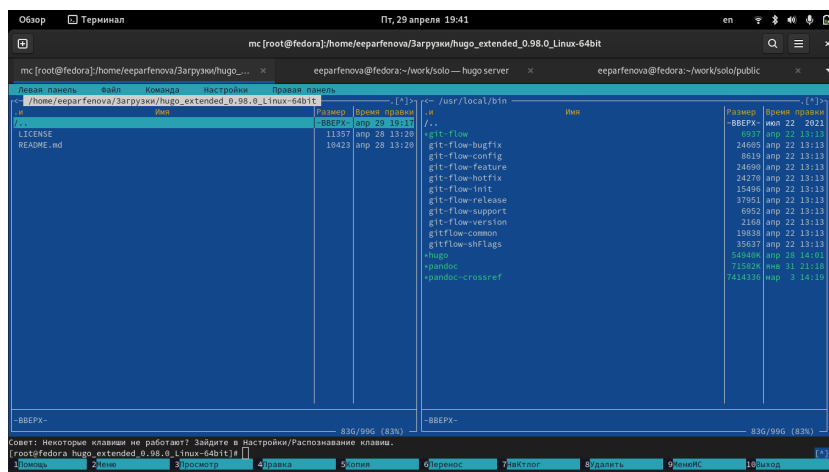 Обзор Терминал Пт, 29 апреля 19:41 en
mc [root@fedora]:/home/eeparfenova/Загрузки/hugo_extended_0.98.0_Linux-64bit
mc [root@fedora]:/home/eeparfenova/Загрузки/hugo_... × eeparfenova@fedora:~/work/solo — hugo server × eeparfenova@fedora:~/work/solo/public ×
Левая панель Файл Команда Настройки Правая панель
<— /home/eeparfenova/Загрузки/hugo_extended_0.98.0_Linux-64bit .[^]> <— /usr/local/bin .[^]>
.и Имя Размер Время правки .и Имя Размер Время правки
/.. -ВВЕРХ- апр 29 19:17 /.. -ВВЕРХ- июл 22 2021
LICENSE 11357 апр 28 13:20 *git-flow 6937 апр 22 13:13
README.md 10423 апр 28 13:20 git-flow-bugfix 24605 апр 22 13:13
git-flow-config 8619 апр 22 13:13
git-flow-feature 24690 апр 22 13:13
git-flow-hotfix 24270 апр 22 13:13
git-flow-init 15496 апр 22 13:13
git-flow-release 37951 апр 22 13:13
git-flow-support 6952 апр 22 13:13
git-flow-version 2168 апр 22 13:13
gitflow-common 19838 апр 22 13:13
gitflow-shFlags 35637 апр 22 13:13
*hugo 54940K апр 28 14:01
*pandoc 71582K янв 31 21:18
*pandoc-crossref 7414336 мар 3 14:19
-ВВЕРХ- -ВВЕРХ-
83G/99G (83%) 83G/99G (83%)
Совет: Некоторые клавиши не работают? Зайдите в Настройки/Распознавание клавиш.
[root@fedora hugo_extended_0.98.0_Linux-64bit]# [^]
1Помощь 2Меню 3Просмотр 4Правка 5Копия 6Перенос 7НвКтлог 8Удалить 9МенюМС 10Выход